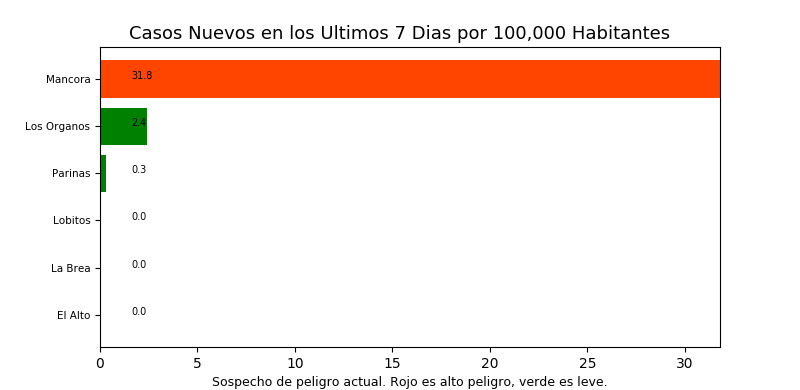 Casos Nuevos en los Ultimos 7 Dias por 100,000 Habitantes
Mancora 31.8
Los Organos 2.4
Parinas 0.3
Lobitos 0.0
La Brea 0.0
El Alto 0.0
0 5 10 15 20 25 30
Sospecho de peligro actual. Rojo es alto peligro, verde es leve.